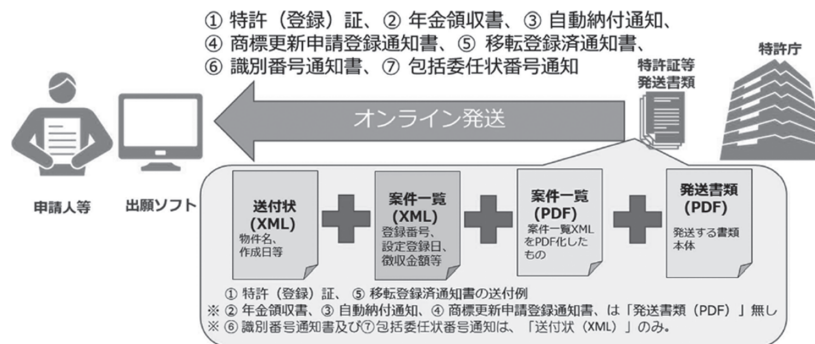 ① 特許（登録）証、② 年金領収書、③ 自動納付通知、
④ 商標更新申請登録通知書、⑤ 移転登録済通知書、
⑥ 識別番号通知書、⑦ 包括委任状番号通知
特許庁
特許証等
発送書類
オンライン発送
申請人等
出願ソフト
送付状
(XML)
物件名、
作成日等
案件一覧
(XML)
登録番号、
設定登録日、
徴収金額等
案件一覧
(PDF)
案件一覧XML
をPDF化した
もの
発送書類
(PDF)
発送する書類
本体
① 特許（登録）証、⑤ 移転登録済通知書の送付例
※ ② 年金領収書、③ 自動納付通知、④ 商標更新申請登録通知書、は「発送書類（PDF）」無し
※ ⑥ 識別番号通知書及び⑦包括委任状番号通知は、「送付状（XML）」のみ。